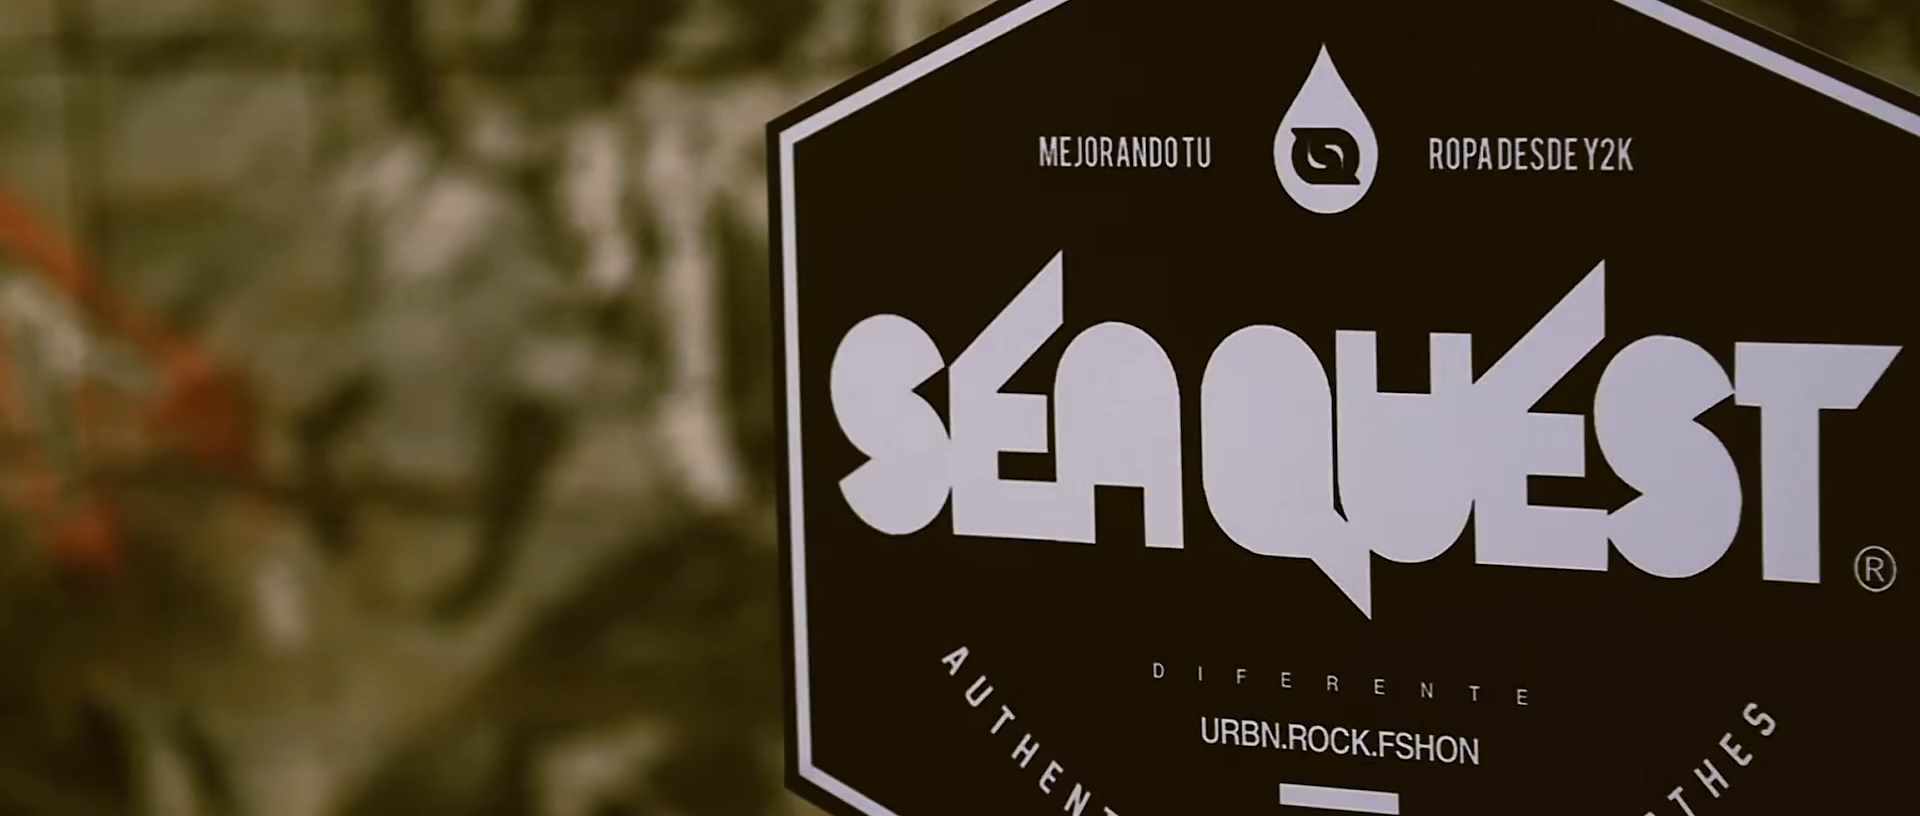 MEJORANDO TU ROPA DESDE Y2K
SEAQUEST®
DIFERENTE
URBN.ROCK.FSHON